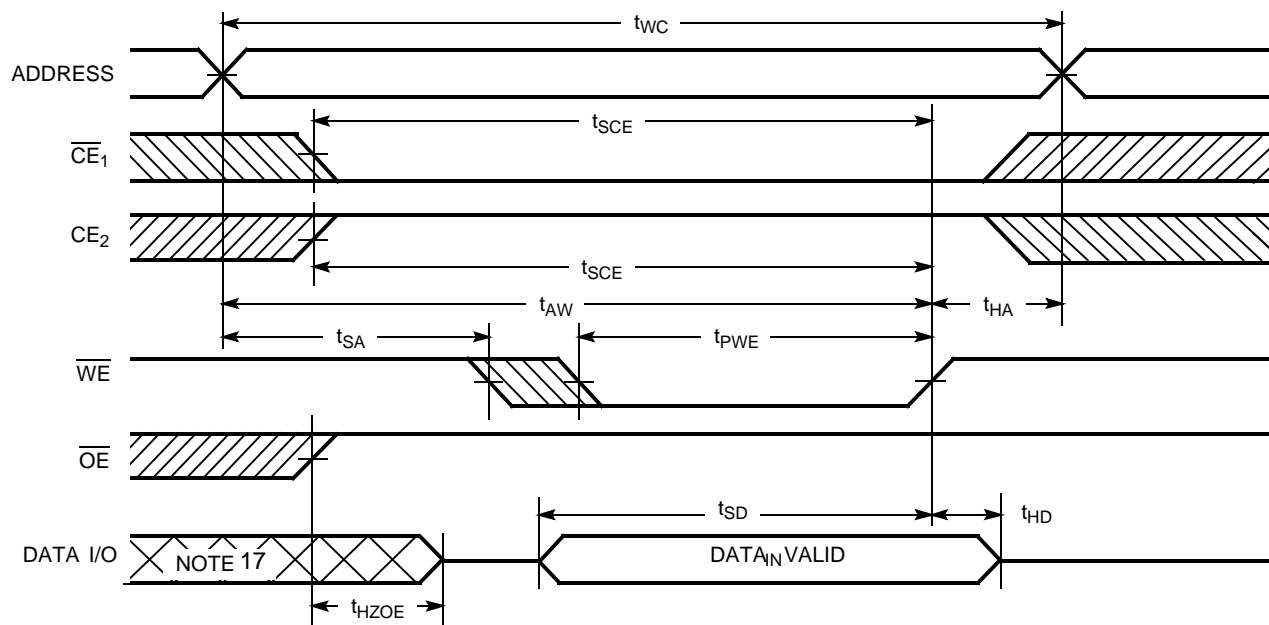 tWC
ADDRESS
tSCE
CE1
CE2
tSCE
tAW
tHA
tSA
tPWE
WE
OE
tSD
tHD
DATA I/O
NOTE 17
DATAIN VALID
tHZOE